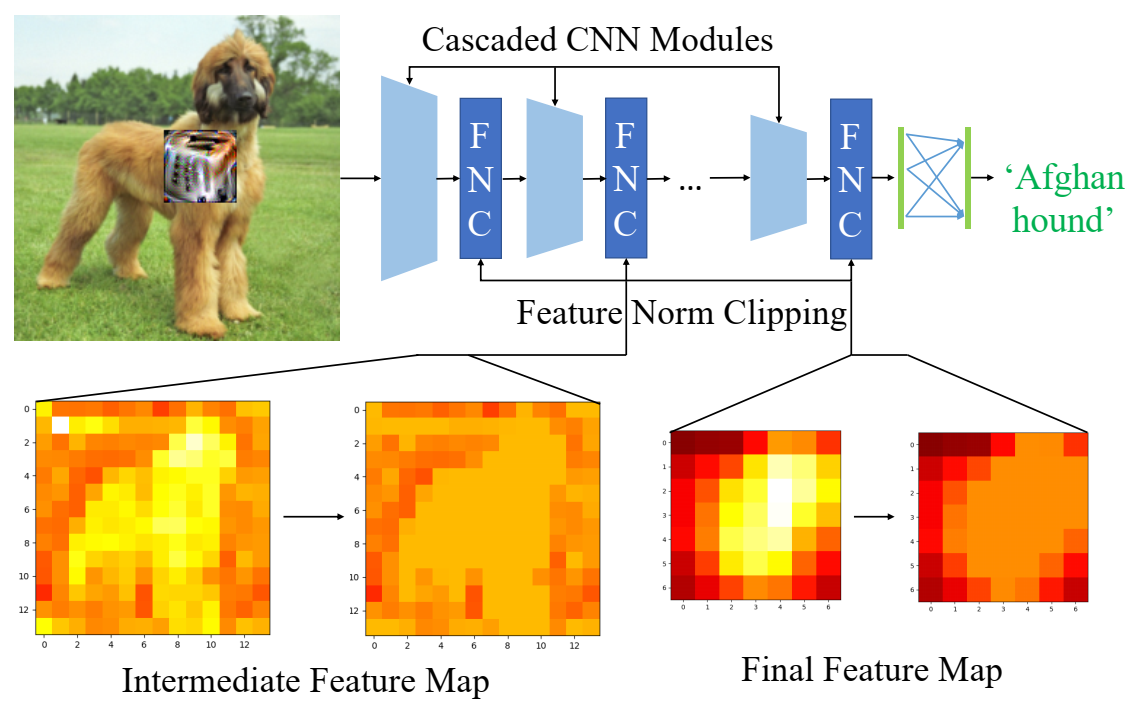 Cascaded CNN Modules
F
N
C
F
N
C
...
F
N
C
‘Afghan
hound’
Feature Norm Clipping
0
2
4
6
8
10
12
0 2 4 6 8 10 12
0
2
4
6
8
10
12
0 2 4 6 8 10 12
0
1
2
3
4
5
6
0 1 2 3 4 5 6
0
1
2
3
4
5
6
0 1 2 3 4 5 6
Intermediate Feature Map
Final Feature Map